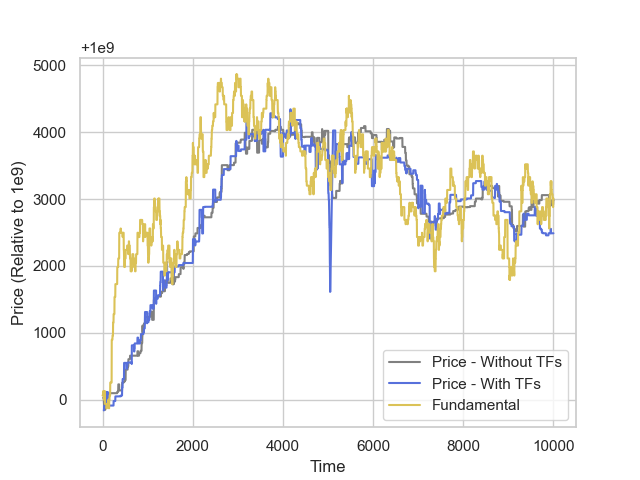 +1e9
5000
4000
3000
2000
1000
0
Price (Relative to 1e9)
0 2000 4000 6000 8000 10000
Time
Price - Without TFs
Price - With TFs
Fundamental